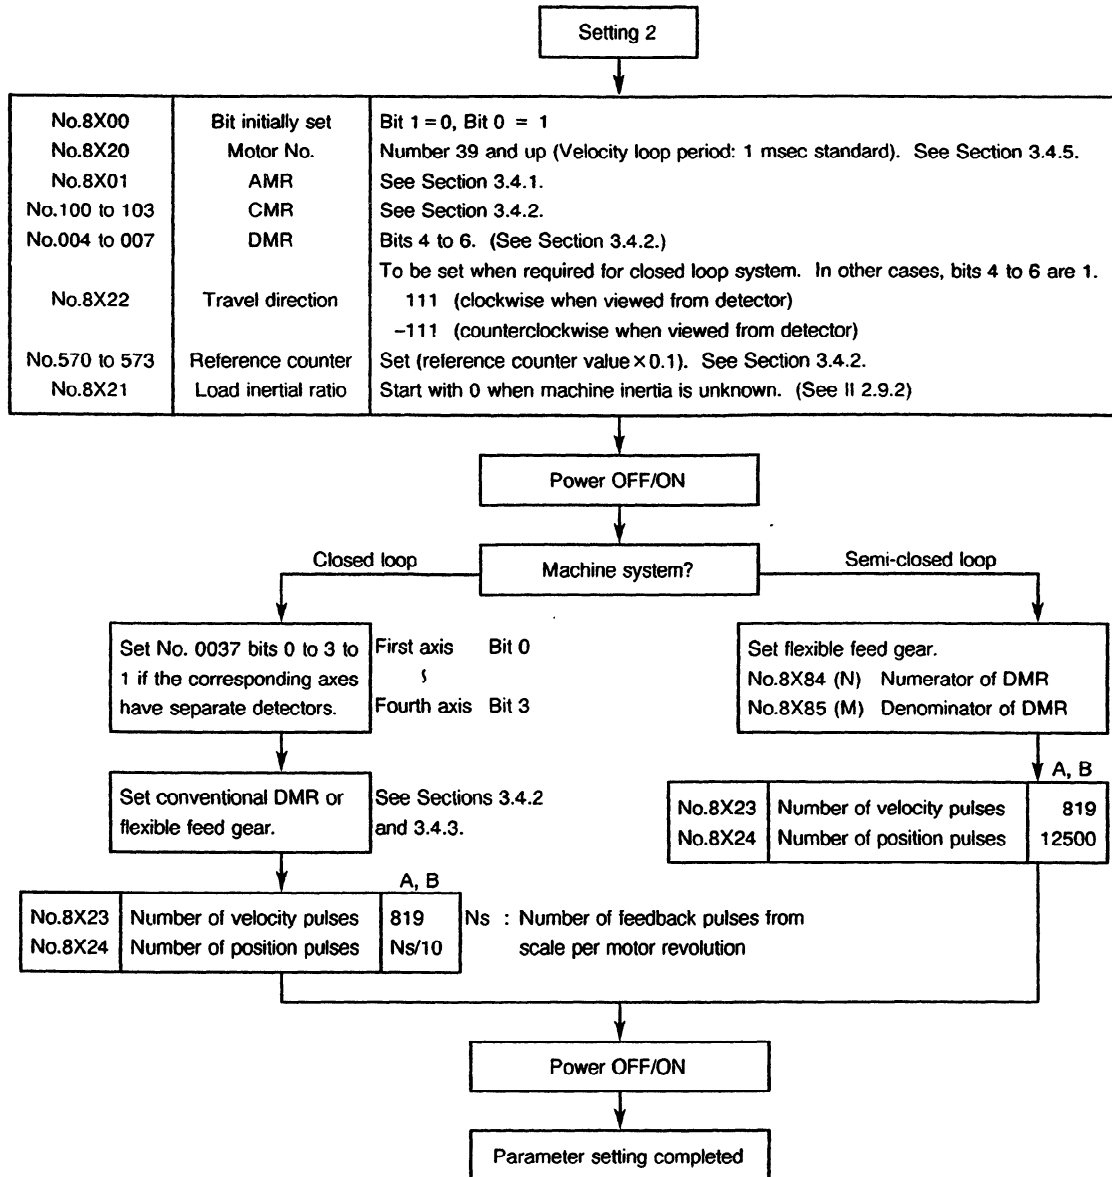 Setting 2
No.8X00 Bit initially set Bit 1 = 0, Bit 0 = 1
No.8X20 Motor No. Number 39 and up (Velocity loop period: 1 msec standard). See Section 3.4.5.
No.8X01 AMR See Section 3.4.1.
No.100 to 103 CMR See Section 3.4.2.
No.004 to 007 DMR Bits 4 to 6. (See Section 3.4.2.)
To be set when required for closed loop system. In other cases, bits 4 to 6 are 1.
No.8X22 Travel direction 111 (clockwise when viewed from detector)
–111 (counterclockwise when viewed from detector)
No.570 to 573 Reference counter Set (reference counter value×0.1). See Section 3.4.2.
No.8X21 Load inertial ratio Start with 0 when machine inertia is unknown. (See II 2.9.2)
Power OFF/ON
Closed loop
Machine system?
Semi-closed loop
Set No. 0037 bits 0 to 3 to
1 if the corresponding axes
have separate detectors.
First axis Bit 0
Fourth axis Bit 3
Set flexible feed gear.
No.8X84 (N) Numerator of DMR
No.8X85 (M) Denominator of DMR
Set conventional DMR or
flexible feed gear.
See Sections 3.4.2
and 3.4.3.
A, B
No.8X23 Number of velocity pulses 819
No.8X24 Number of position pulses 12500
A, B
No.8X23 Number of velocity pulses 819
No.8X24 Number of position pulses Ns/10
Ns : Number of feedback pulses from
scale per motor revolution
Power OFF/ON
Parameter setting completed